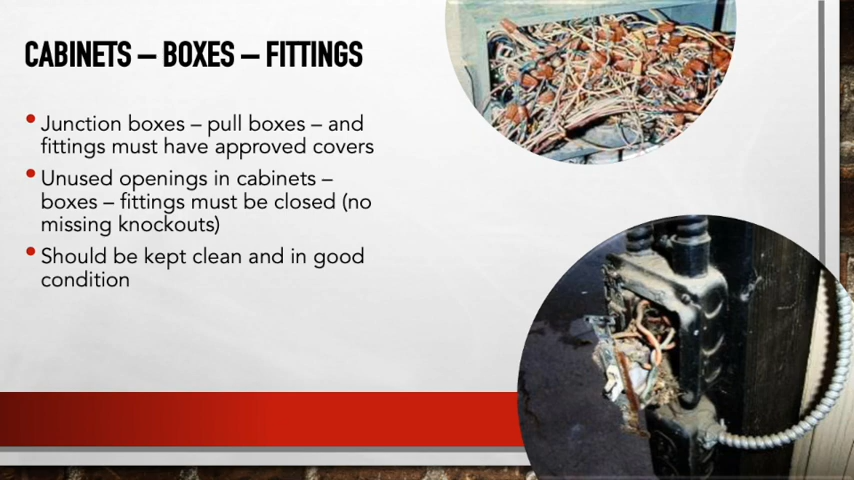 CABINETS – BOXES – FITTINGS
• Junction boxes – pull boxes – and
fittings must have approved covers
• Unused openings in cabinets –
boxes – fittings must be closed (no
missing knockouts)
• Should be kept clean and in good
condition